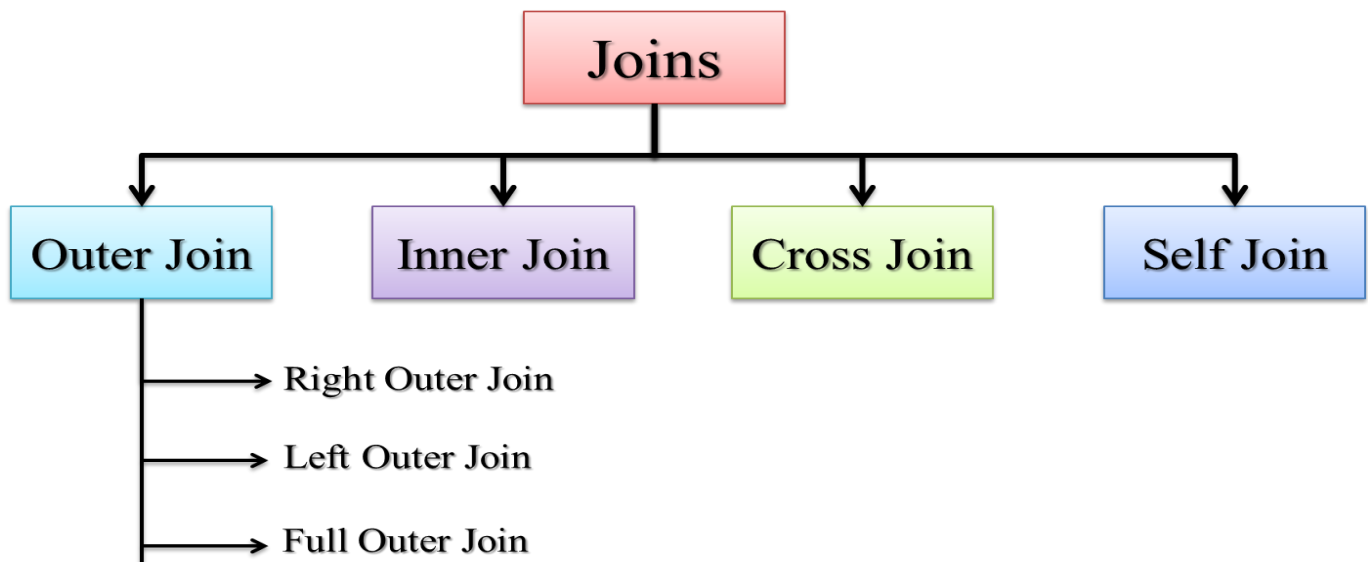 Joins
Outer Join
Inner Join
Cross Join
Self Join
Right Outer Join
Left Outer Join
Full Outer Join